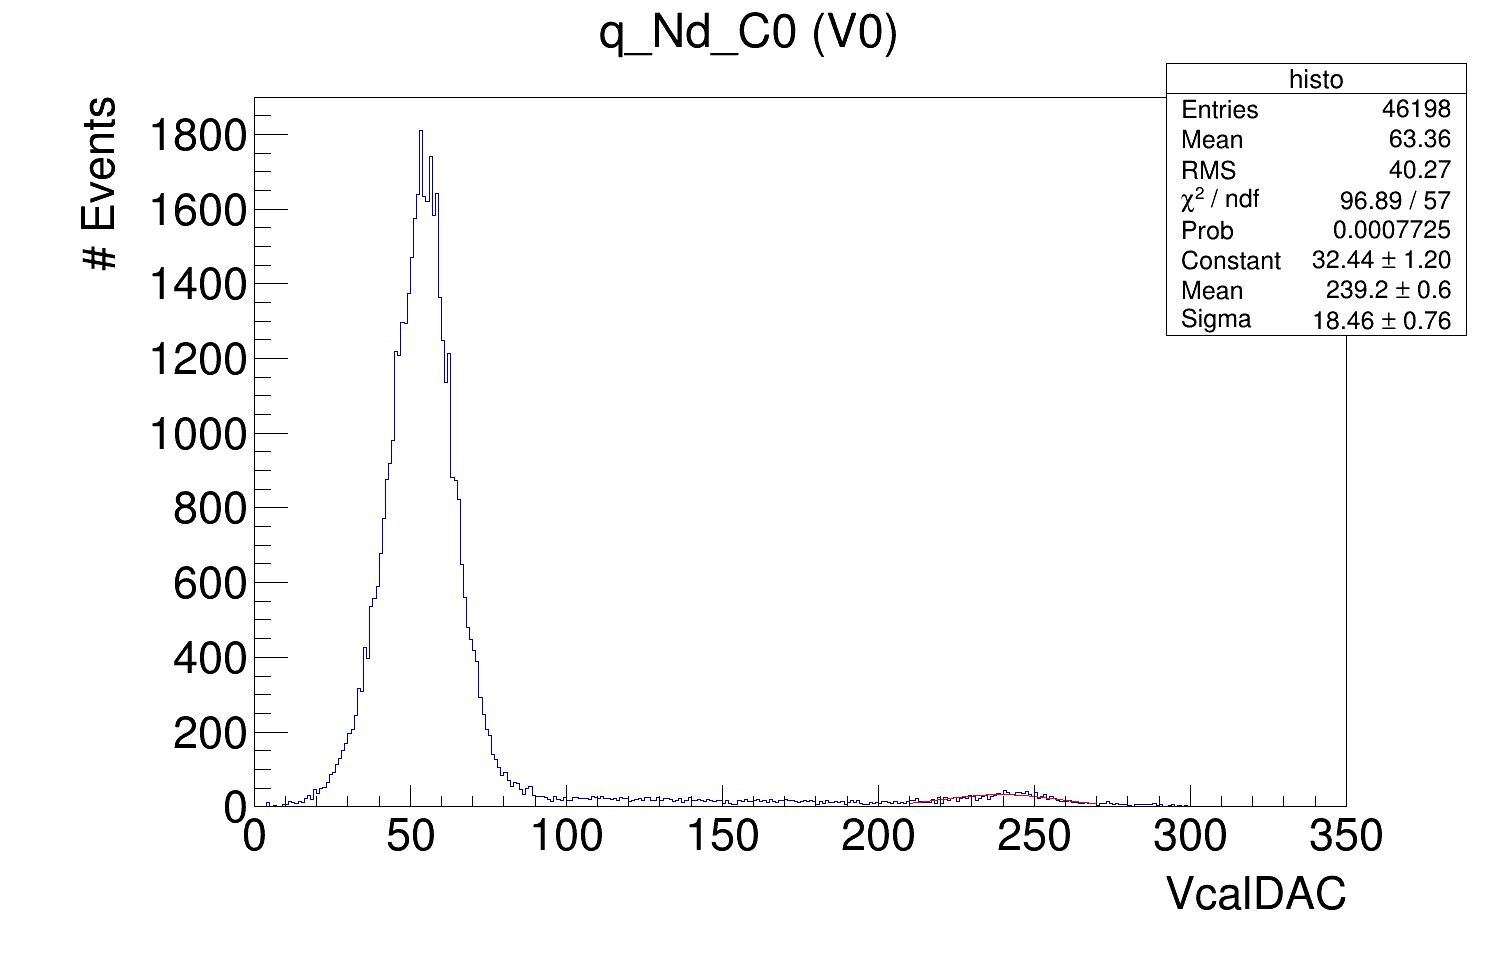 q_Nd_C0 (V0)
histo
Entries 46198
Mean 63.36
RMS 40.27
χ² / ndf 96.89 / 57
Prob 0.0007725
Constant 32.44 ± 1.20
Mean 239.2 ± 0.6
Sigma 18.46 ± 0.76
# Events
1800
1600
1400
1200
1000
800
600
400
200
0
0 50 100 150 200 250 300 350
VcalDAC